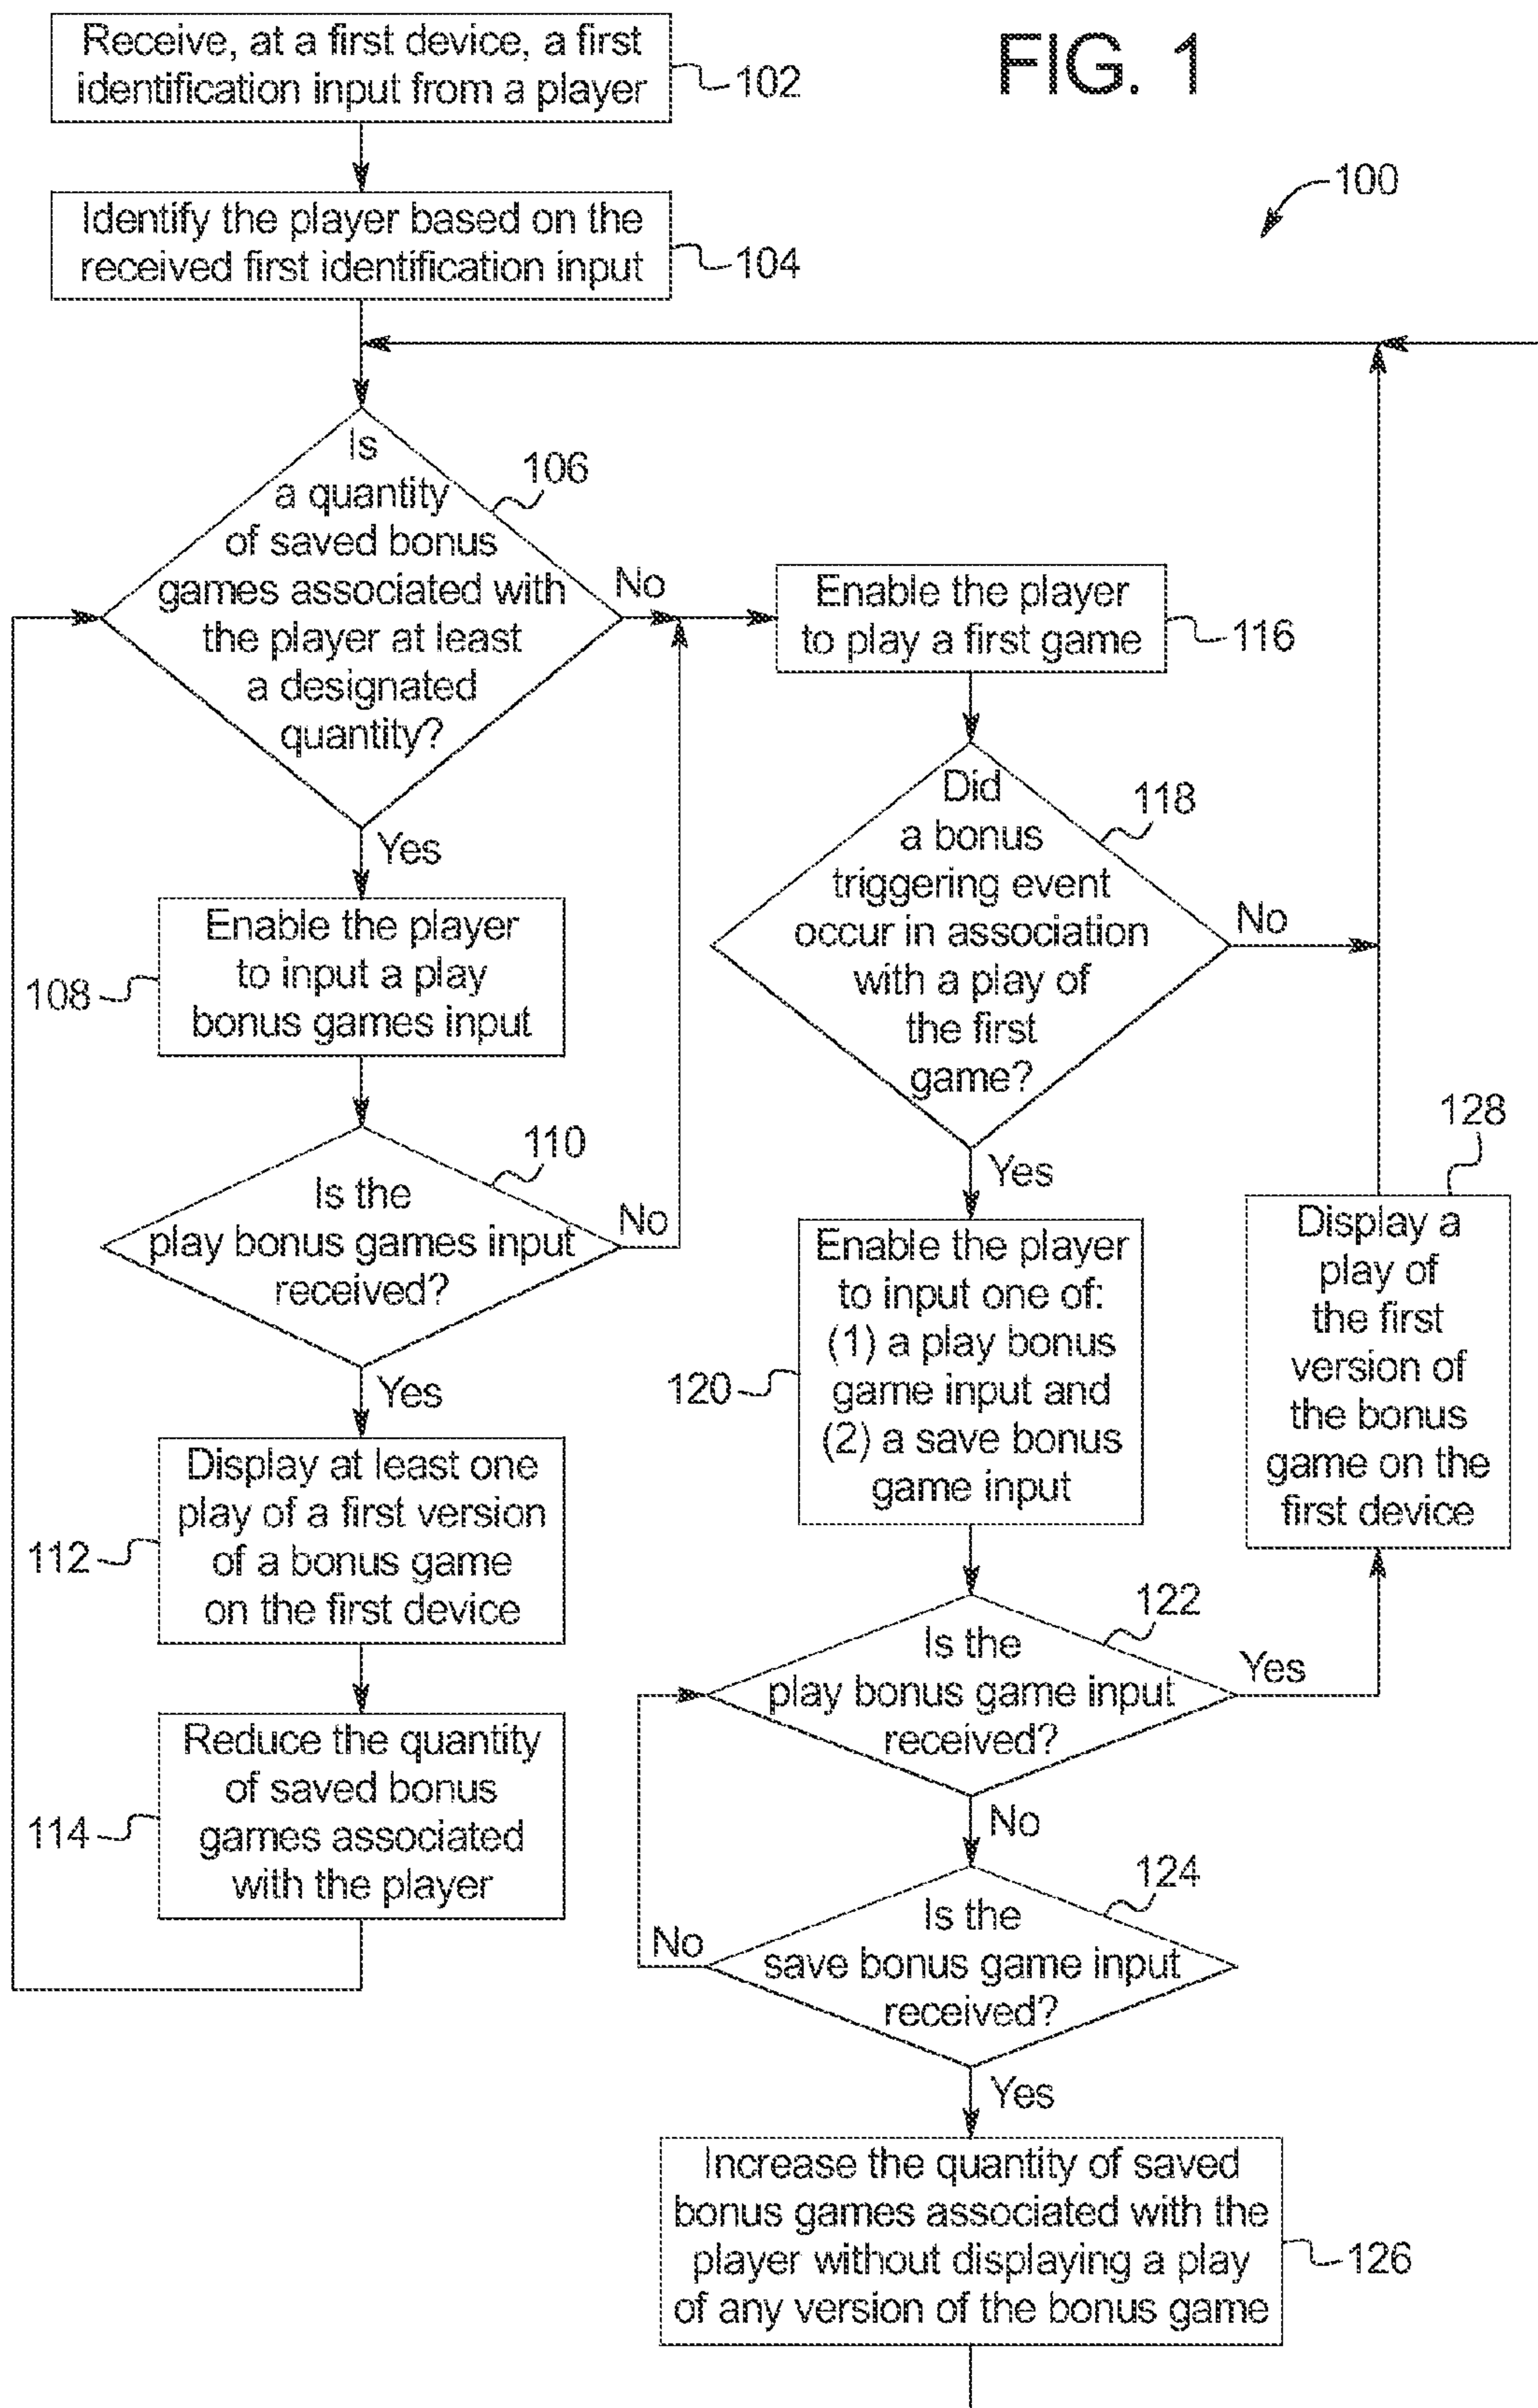 FIG. 1
100
Receive, at a first device, a first
identification input from a player
102
Identify the player based on the
received first identification input
104
Is
a quantity
of saved bonus
games associated with
the player at least
a designated
quantity?
106
No
Yes
Enable the player
to input a play
bonus games input
108
Is the
play bonus games input
received?
110
No
Yes
Display at least one
play of a first version
of a bonus game
on the first device
112
Reduce the quantity
of saved bonus
games associated
with the player
114
Enable the player
to play a first game
116
Did
a bonus
triggering event
occur in association
with a play of
the first
game?
118
No
Yes
Enable the player
to input one of:
(1) a play bonus
game input and
(2) a save bonus
game input
120
Is the
play bonus game input
received?
122
Yes
No
Is the
save bonus game input
received?
124
No
Yes
Increase the quantity of saved
bonus games associated with the
player without displaying a play
of any version of the bonus game
126
128
Display a
play of
the first
version of
the bonus
game on the
first device